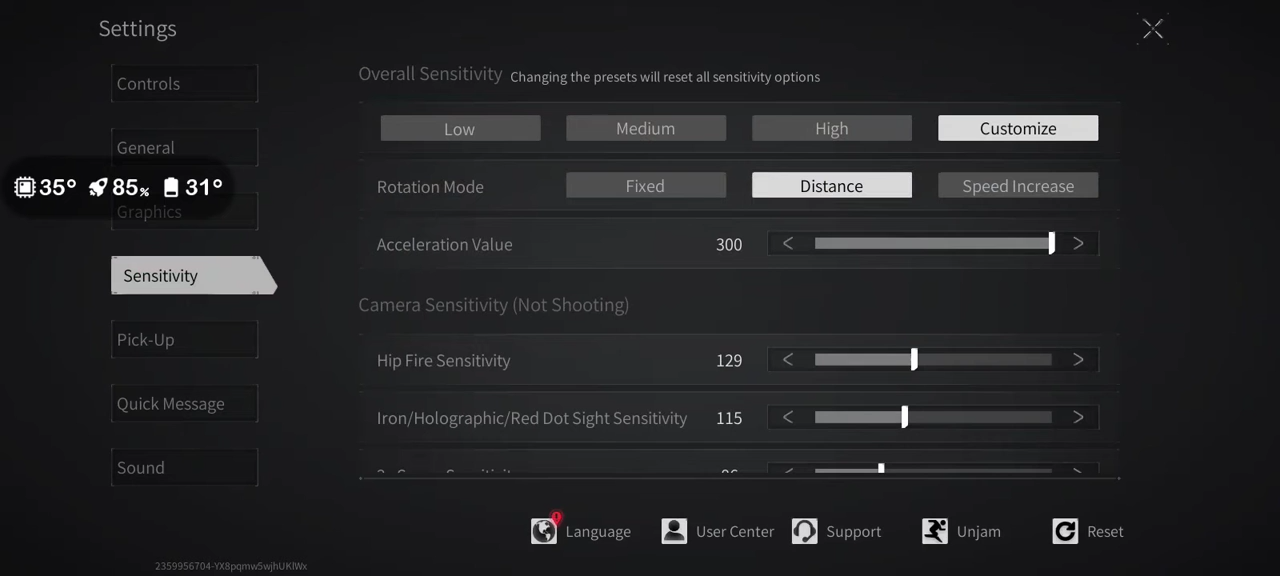 Settings
Controls
General
35° 85% 31°
Graphics
Sensitivity
Pick-Up
Quick Message
Sound
Overall Sensitivity Changing the presets will reset all sensitivity options
Low Medium High Customize
Rotation Mode Fixed Distance Speed Increase
Acceleration Value 300 < >
Camera Sensitivity (Not Shooting)
Hip Fire Sensitivity 129 < >
Iron/Holographic/Red Dot Sight Sensitivity 115 < >
Language User Center Support Unjam Reset
2359956704-YX8pqmw5wjhUKIWx